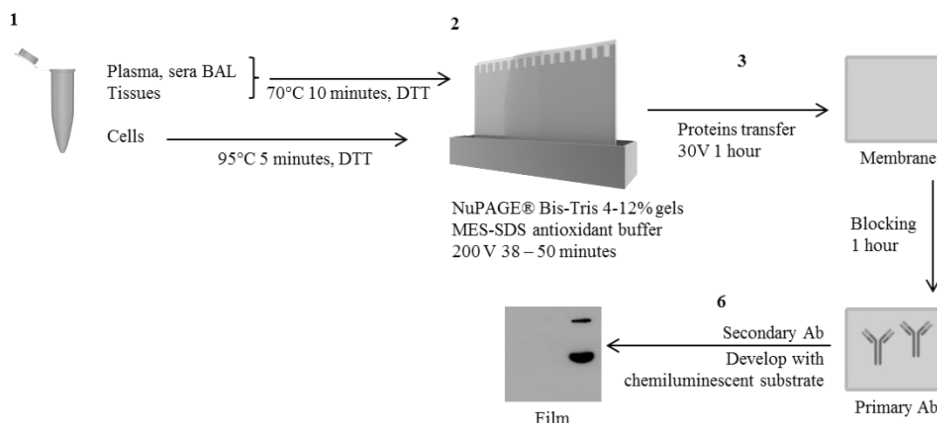 1
Plasma, sera BAL
Tissues
70°C 10 minutes, DTT
Cells
95°C 5 minutes, DTT
2
NuPAGE® Bis-Tris 4-12% gels
MES-SDS antioxidant buffer
200 V 38 – 50 minutes
3
Proteins transfer
30V 1 hour
Membrane
Blocking
1 hour
Primary Ab
6
Secondary Ab
Develop with
chemiluminescent substrate
Film